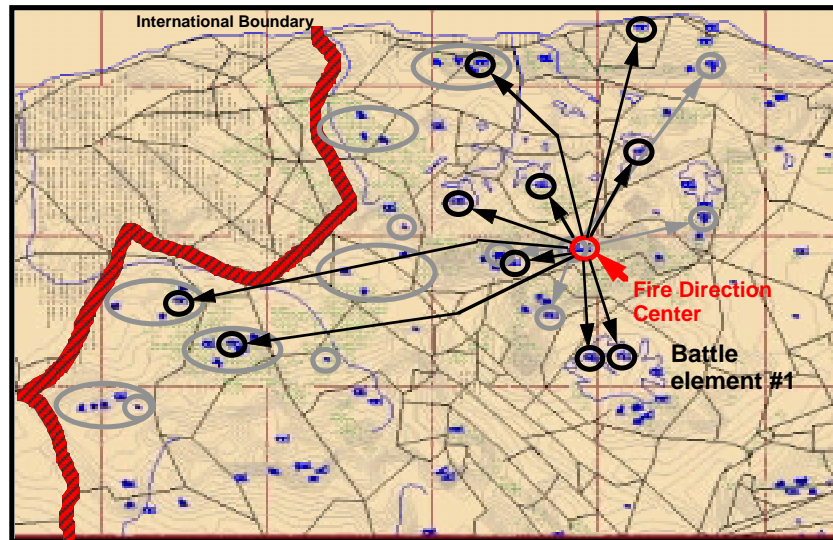 International Boundary
Fire Direction
Center
Battle
element #1